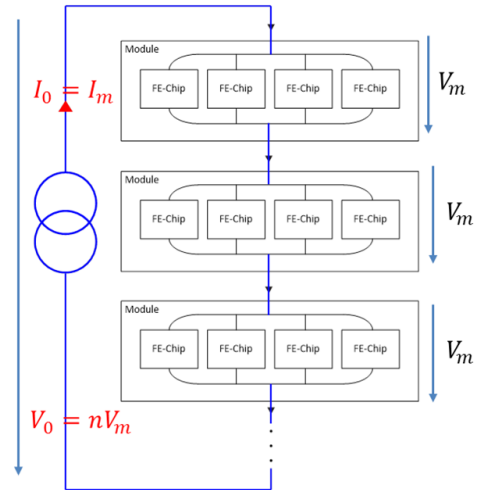 Module
FE-Chip FE-Chip FE-Chip FE-Chip
V_m
I_0 = I_m
Module
FE-Chip FE-Chip FE-Chip FE-Chip
V_m
Module
FE-Chip FE-Chip FE-Chip FE-Chip
V_m
V_0 = nV_m